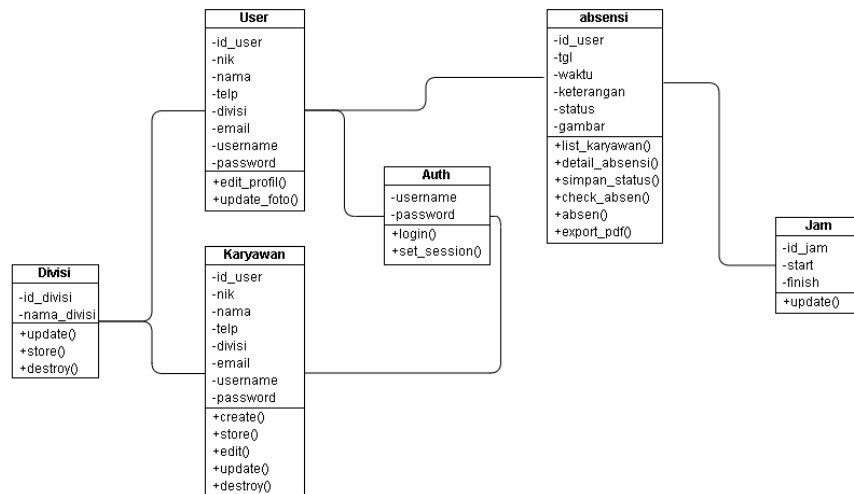 User
-id_user
-nik
-nama
-telp
-divisi
-email
-username
-password
+edit_profil()
+update_foto()
absensi
-id_user
-tgl
-waktu
-keterangan
-status
-gambar
+list_karyawan()
+detail_absensi()
+simpan_status()
+check_absen()
+absen()
+export_pdf()
Auth
-username
-password
+login()
+set_session()
Jam
-id_jam
-start
-finish
+update()
Divisi
-id_divisi
-nama_divisi
+update()
+store()
+destroy()
Karyawan
-id_user
-nik
-nama
-telp
-divisi
-email
-username
-password
+create()
+store()
+edit()
+update()
+destroy()